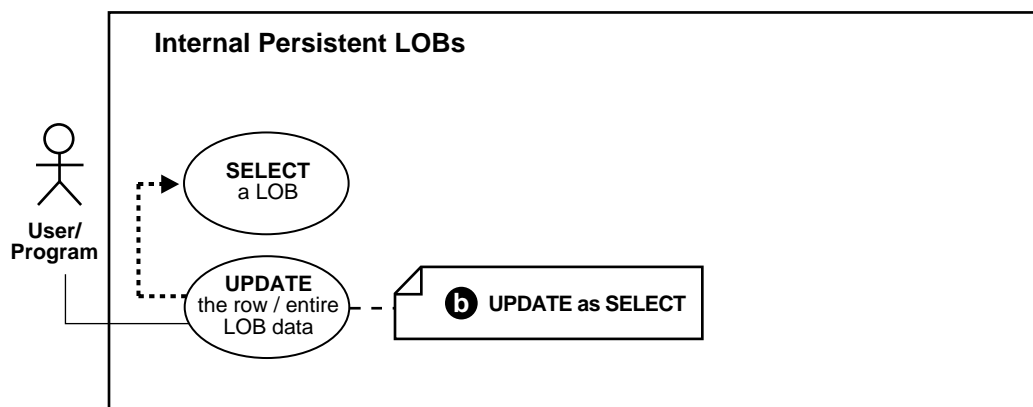 Internal Persistent LOBs
SELECT
a LOB
User/
Program
UPDATE
the row / entire
LOB data
b UPDATE as SELECT